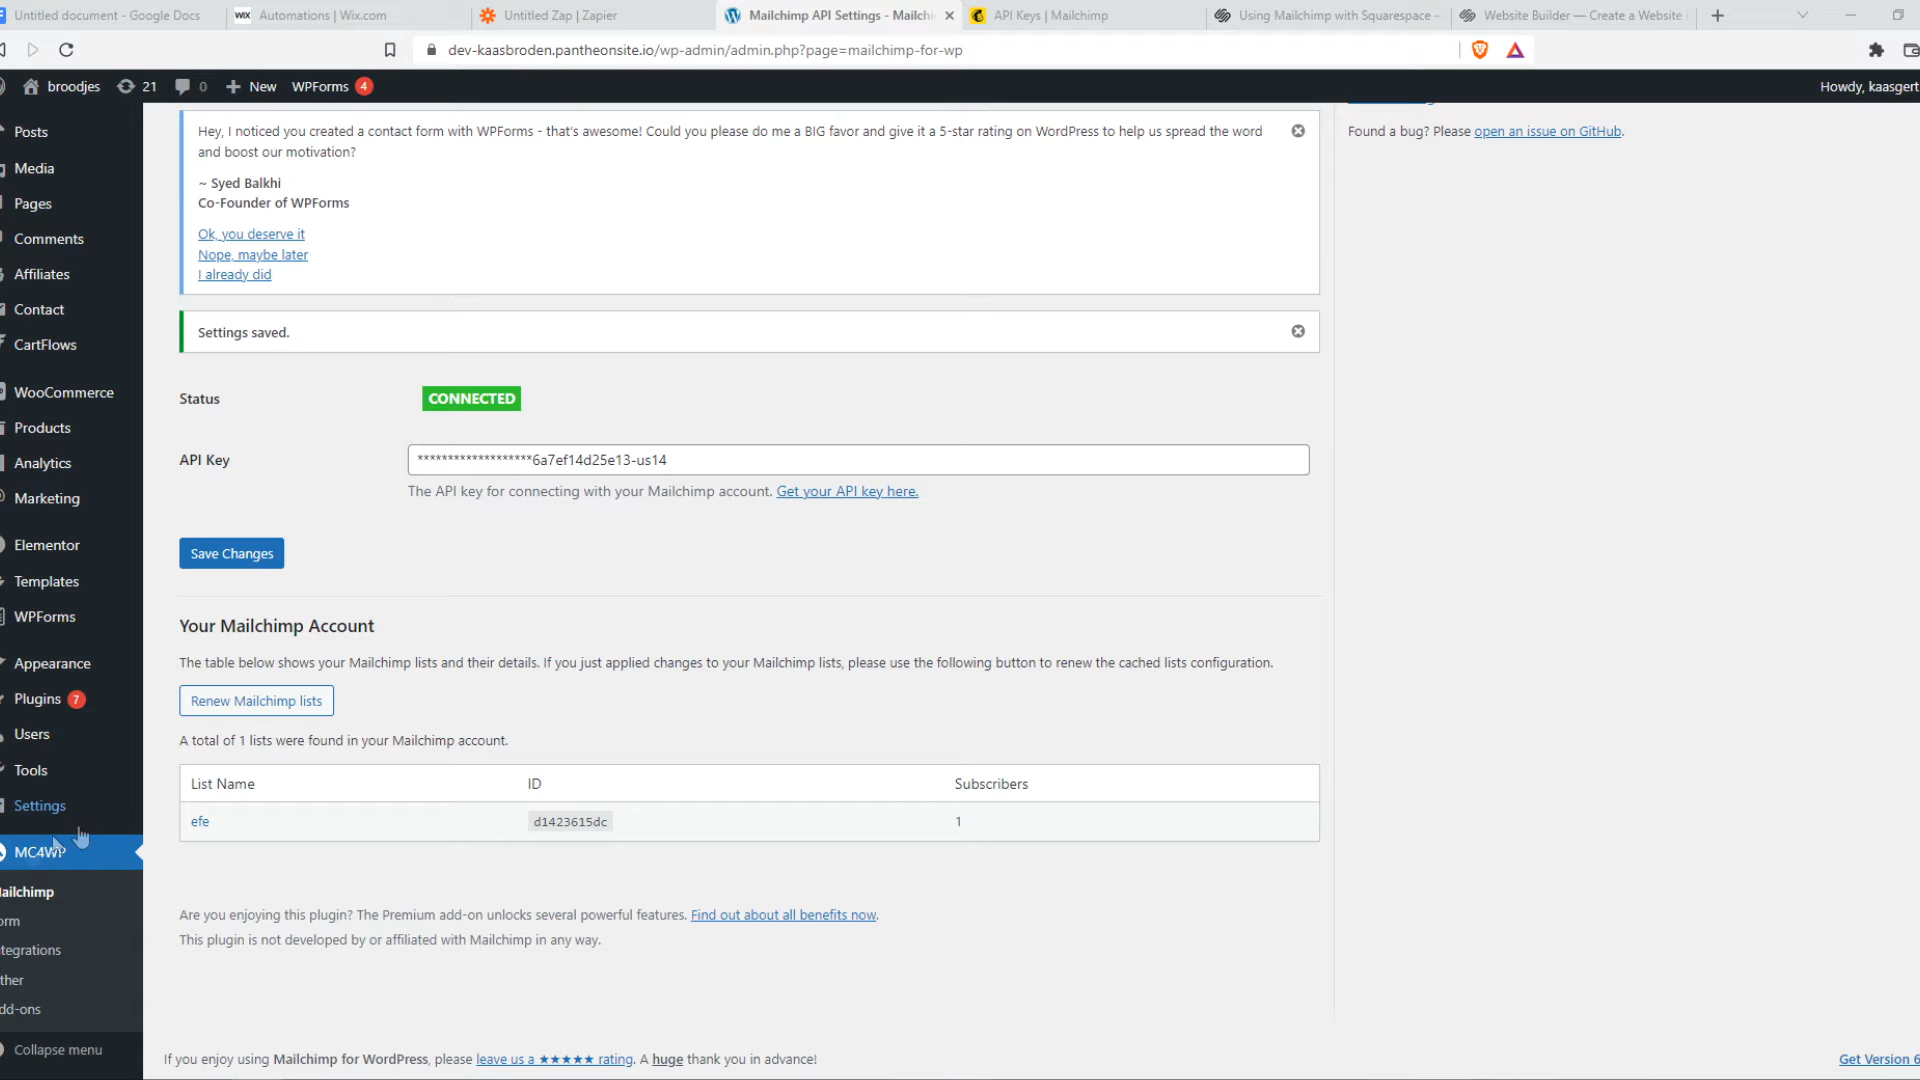 Untitled document - Google Docs
WIX Automations | Wix.com
Untitled Zap | Zapier
Mailchimp API Settings - Mailchi
API Keys | Mailchimp
Using Mailchimp with Squarespace -
Website Builder — Create a Website
dev-kaasbroden.pantheonsite.io/wp-admin/admin.php?page=mailchimp-for-wp
broodjes
21
0
New
WPForms 4
Howdy, kaasgert
Posts
Media
Pages
Comments
Affiliates
Contact
CartFlows
WooCommerce
Products
Analytics
Marketing
Elementor
Templates
WPForms
Appearance
Plugins 7
Users
Tools
Settings
MC4WP
ailchimp
orm
tegrations
ther
dd-ons
Collapse menu
Hey, I noticed you created a contact form with WPForms - that's awesome! Could you please do me a BIG favor and give it a 5-star rating on WordPress to help us spread the word
and boost our motivation?
~ Syed Balkhi
Co-Founder of WPForms
Ok, you deserve it
Nope, maybe later
I already did
Found a bug? Please open an issue on GitHub.
Settings saved.
Status
CONNECTED
API Key
*******************6a7ef14d25e13-us14
The API key for connecting with your Mailchimp account. Get your API key here.
Save Changes
Your Mailchimp Account
The table below shows your Mailchimp lists and their details. If you just applied changes to your Mailchimp lists, please use the following button to renew the cached lists configuration.
Renew Mailchimp lists
A total of 1 lists were found in your Mailchimp account.
List Name ID Subscribers
efe d1423615dc 1
Are you enjoying this plugin? The Premium add-on unlocks several powerful features. Find out about all benefits now.
This plugin is not developed by or affiliated with Mailchimp in any way.
If you enjoy using Mailchimp for WordPress, please leave us a ★★★★★ rating. A huge thank you in advance!
Get Version 6